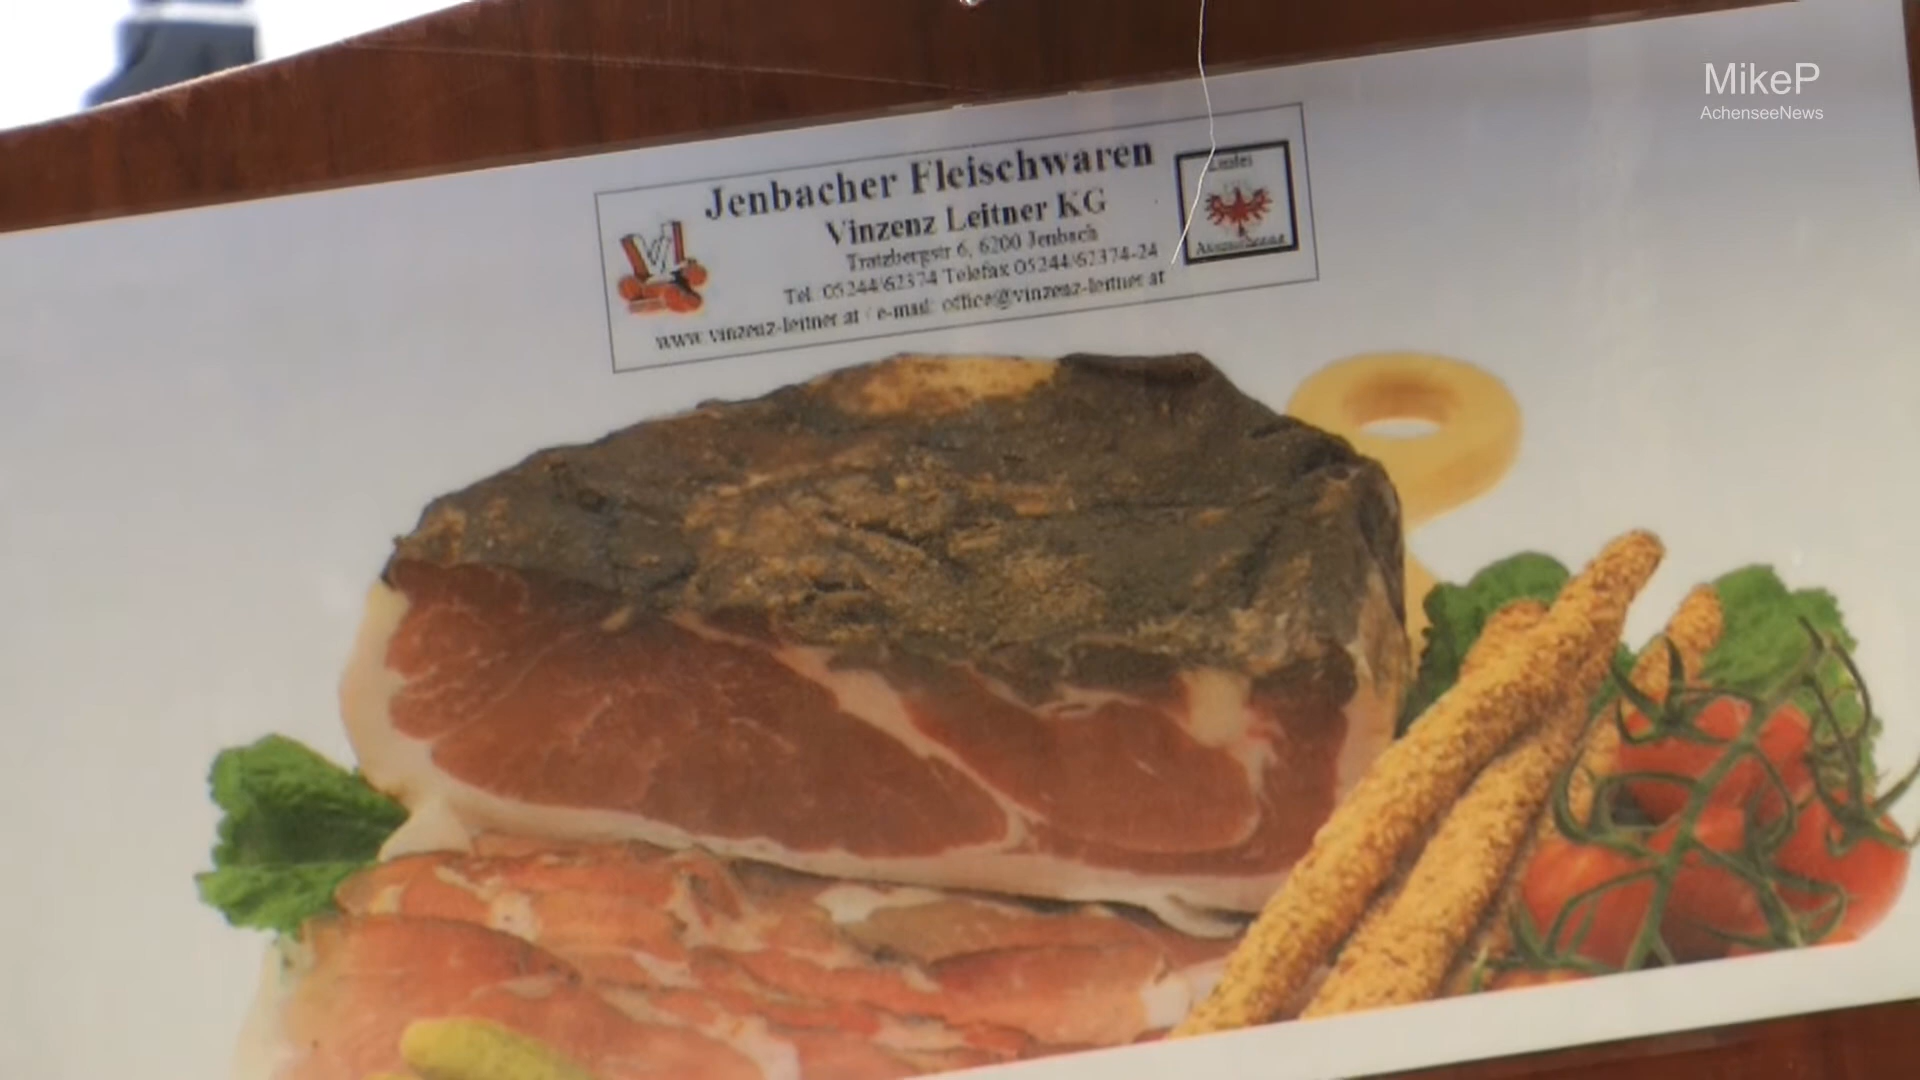 MikeP
AchenseeNews
Jenbacher Fleischwaren
Vinzenz Leitner KG
Tratzbergstr 6, 6200 Jenbach
Tel. 05244/62374 Telefax 05244/62374-24
www.vinzenz-leitner.at / e-mail: office@vinzenz-leitner.at